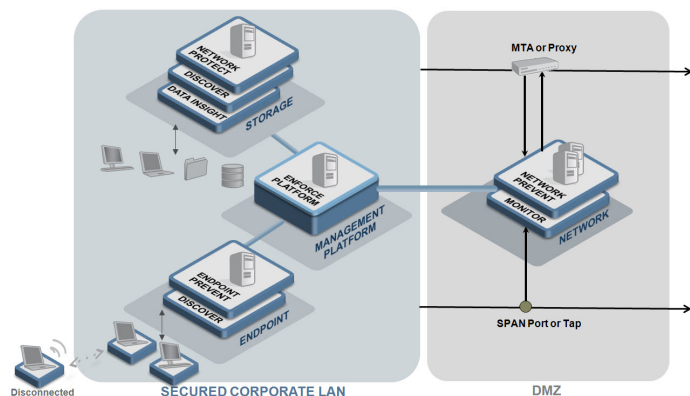 NETWORK
PROTECT
DISCOVER
DATA INSIGHT
STORAGE
MTA or Proxy
ENFORCE
PLATFORM
MANAGEMENT
PLATFORM
NETWORK
PREVENT
MONITOR
NETWORK
ENDPOINT
PREVENT
DISCOVER
ENDPOINT
SPAN Port or Tap
Disconnected
SECURED CORPORATE LAN
DMZ